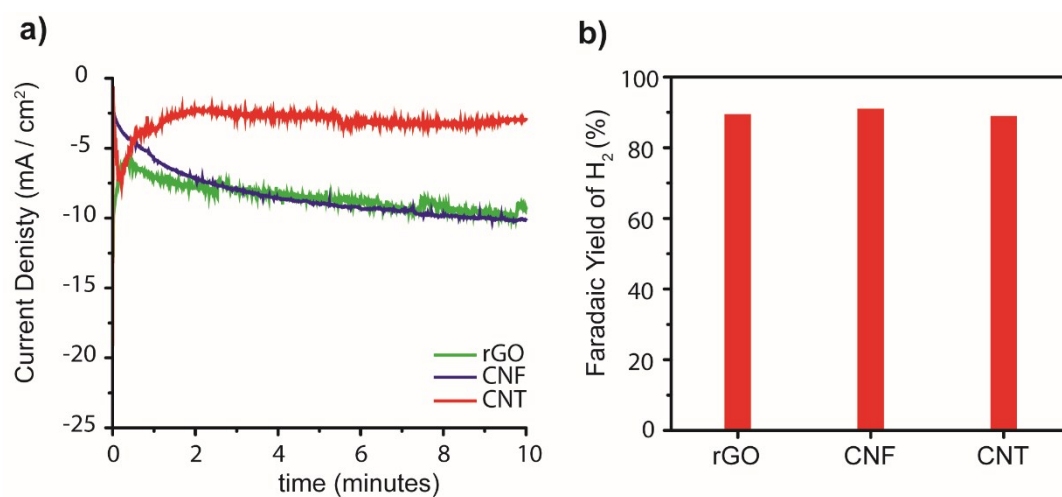 a)
Current Denisty (mA / cm²)
0
-5
-10
-15
-20
-25
0
2
4
6
8
10
time (minutes)
rGO
CNF
CNT
b)
Faradaic Yield of H₂(%)
100
80
60
40
20
0
rGO
CNF
CNT